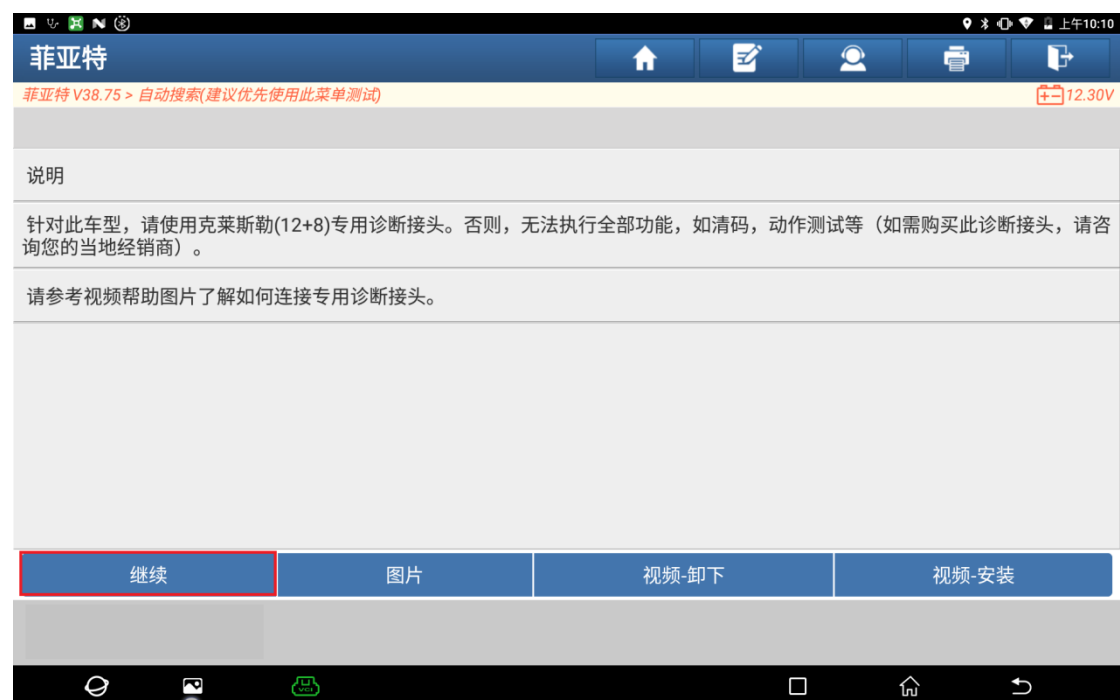 上午10:10
菲亚特
菲亚特 V38.75 > 自动搜索(建议优先使用此菜单测试)
12.30V
说明
针对此车型，请使用克莱斯勒(12+8)专用诊断接头。否则，无法执行全部功能，如清码，动作测试等（如需购买此诊断接头，请咨
询您的当地经销商）。
请参考视频帮助图片了解如何连接专用诊断接头。
继续
图片
视频-卸下
视频-安装
VCI